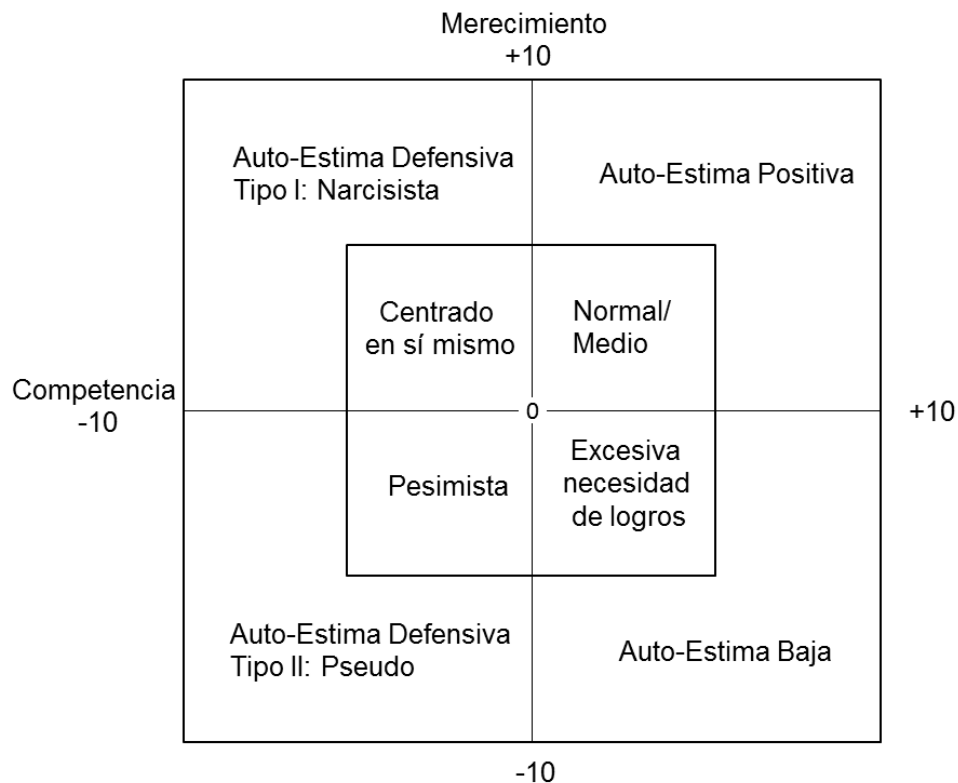 Merecimiento
+10
Auto-Estima Defensiva
Tipo I: Narcisista
Auto-Estima Positiva
Centrado
en sí mismo
Normal/
Medio
Competencia
-10
0
+10
Excesiva
necesidad
de logros
Pesimista
Auto-Estima Defensiva
Tipo II: Pseudo
Auto-Estima Baja
-10